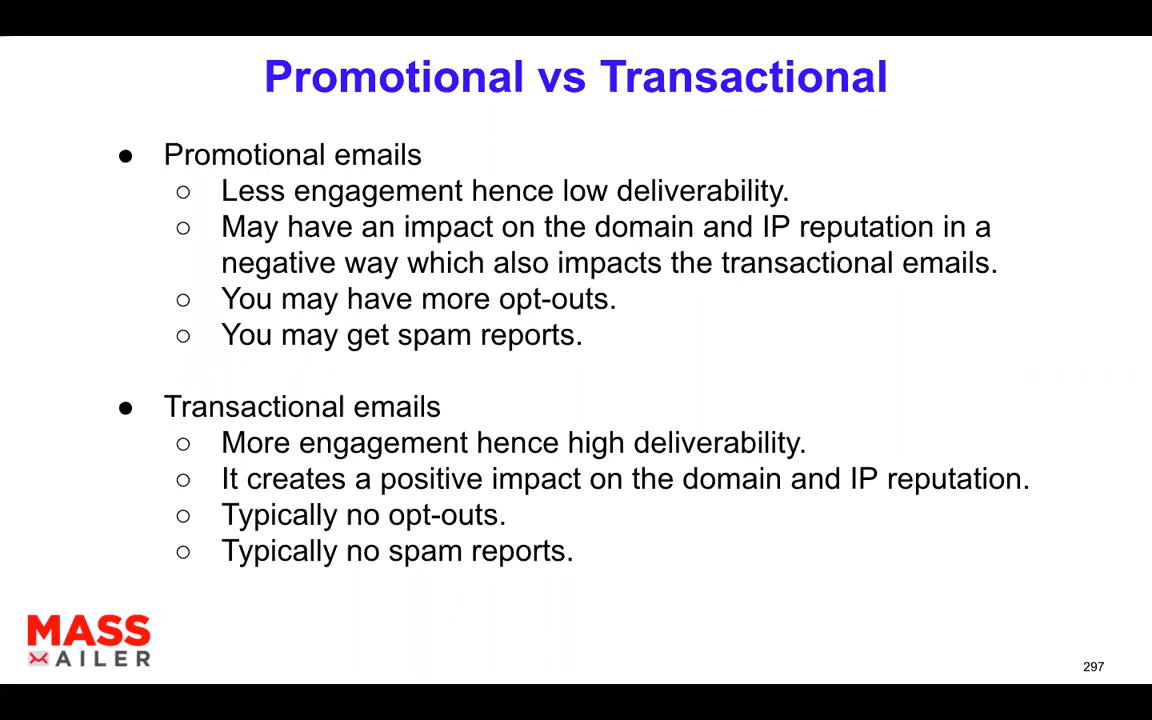 Promotional vs Transactional
● Promotional emails
○ Less engagement hence low deliverability.
○ May have an impact on the domain and IP reputation in a
negative way which also impacts the transactional emails.
○ You may have more opt-outs.
○ You may get spam reports.
● Transactional emails
○ More engagement hence high deliverability.
○ It creates a positive impact on the domain and IP reputation.
○ Typically no opt-outs.
○ Typically no spam reports.
MASS
AILER
297